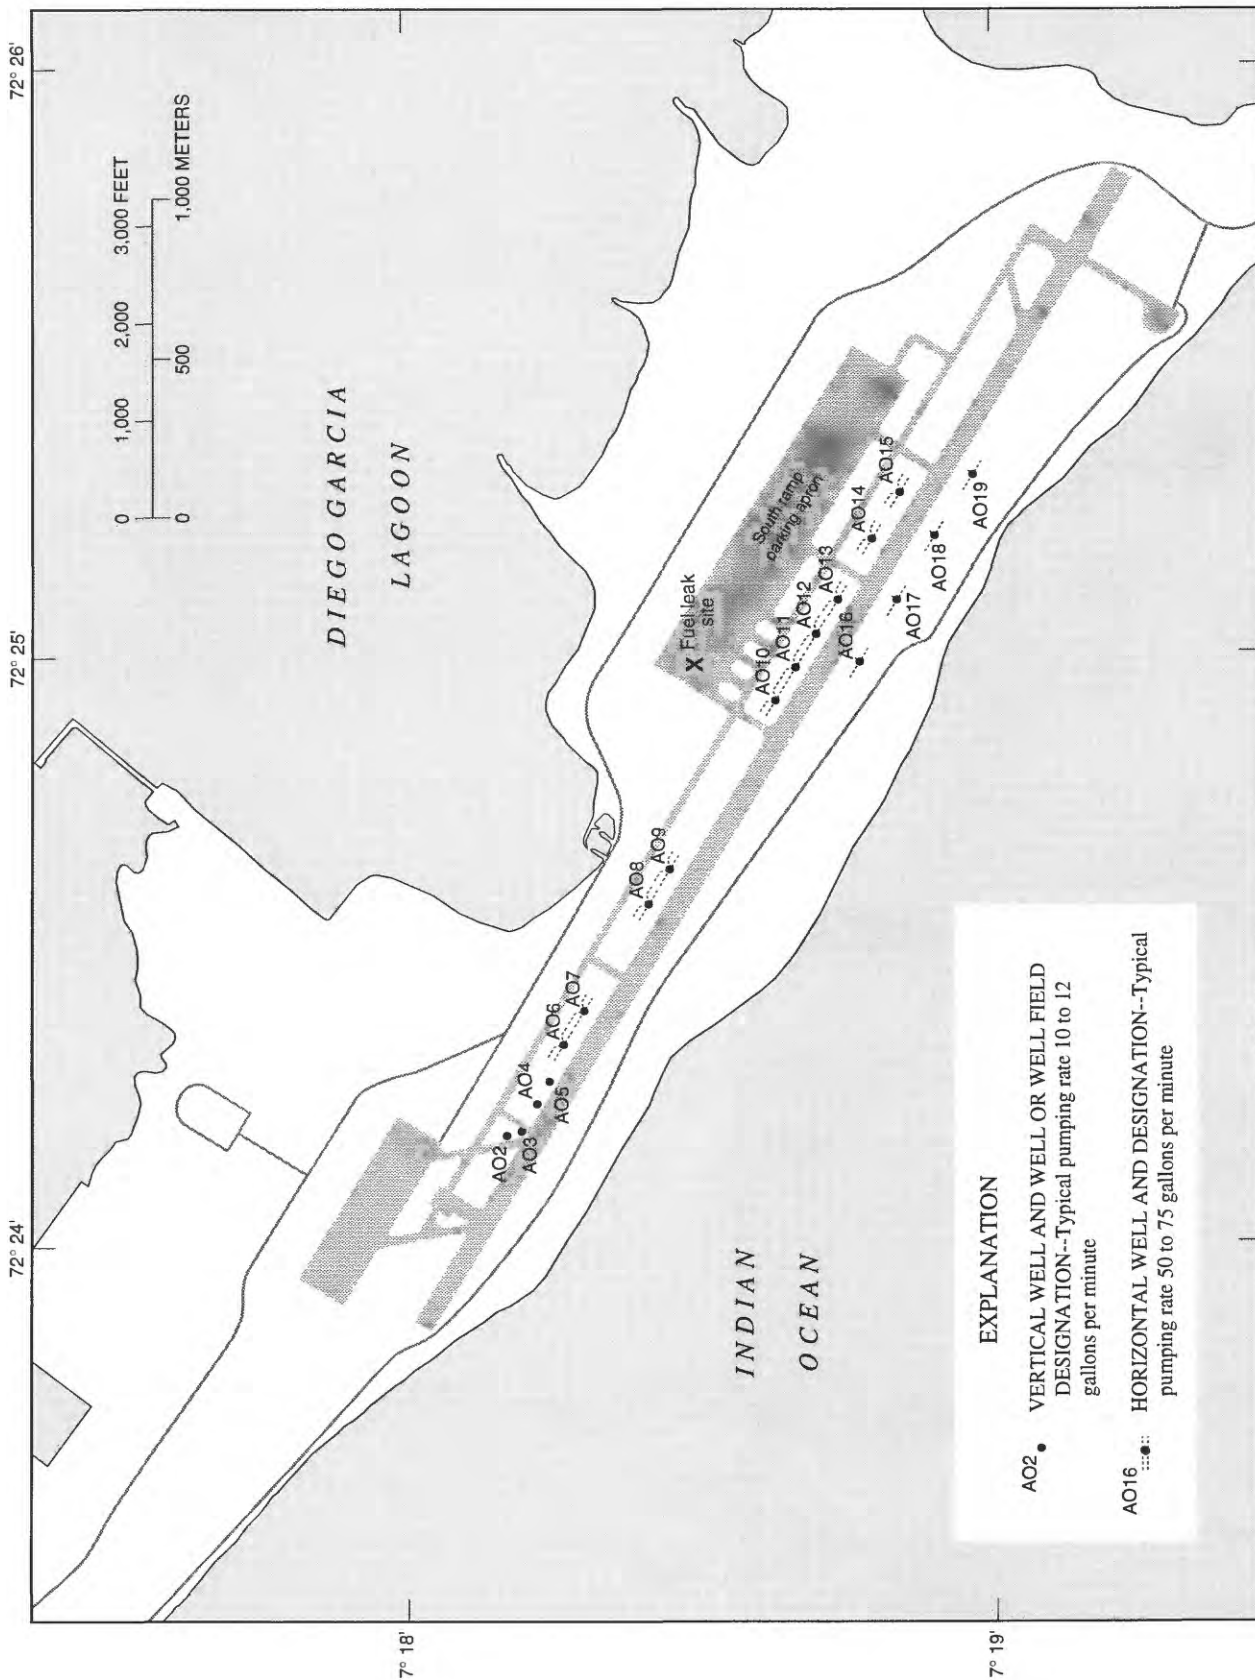 72° 24'
72° 25'
72° 26'
7° 18'
7° 19'
0 1,000 2,000 3,000 FEET
0 500 1,000 METERS
DIEGO GARCIA
LAGOON
X Fuel leak
site
South ramp
parking apron
AO2
AO3
AO4
AO5
AO6
AO7
AO8
AO9
AO10
AO11
AO12
AO13
AO14
AO15
AO16
AO17
AO18
AO19
INDIAN
OCEAN
EXPLANATION
AO2 VERTICAL WELL AND WELL OR WELL FIELD
DESIGNATION--Typical pumping rate 10 to 12
gallons per minute
AO16 HORIZONTAL WELL AND DESIGNATION--Typical
pumping rate 50 to 75 gallons per minute